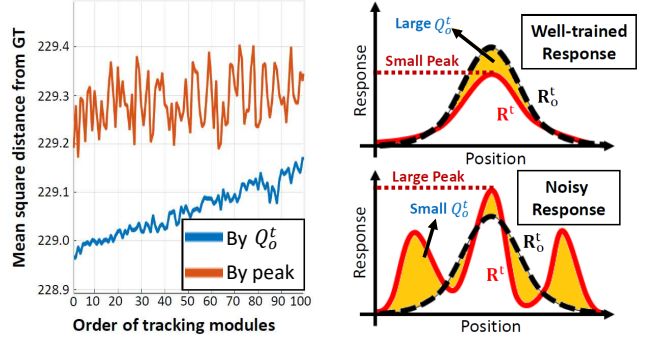 Mean square distance from GT
229.4
229.3
229.2
229.1
229.0
228.9
By Q_o^t
By peak
0 10 20 30 40 50 60 70 80 90 100
Order of tracking modules
Large Q_o^t
Well-trained
Response
Small Peak
R_o^t
R^t
Response
Position
Large Peak
Noisy
Response
Small Q_o^t
R_o^t
R^t
Response
Position